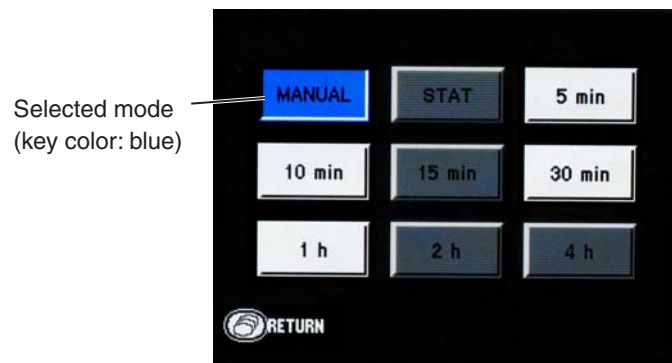 Selected mode
(key color: blue)
MANUAL STAT 5 min
10 min 15 min 30 min
1 h 2 h 4 h
RETURN